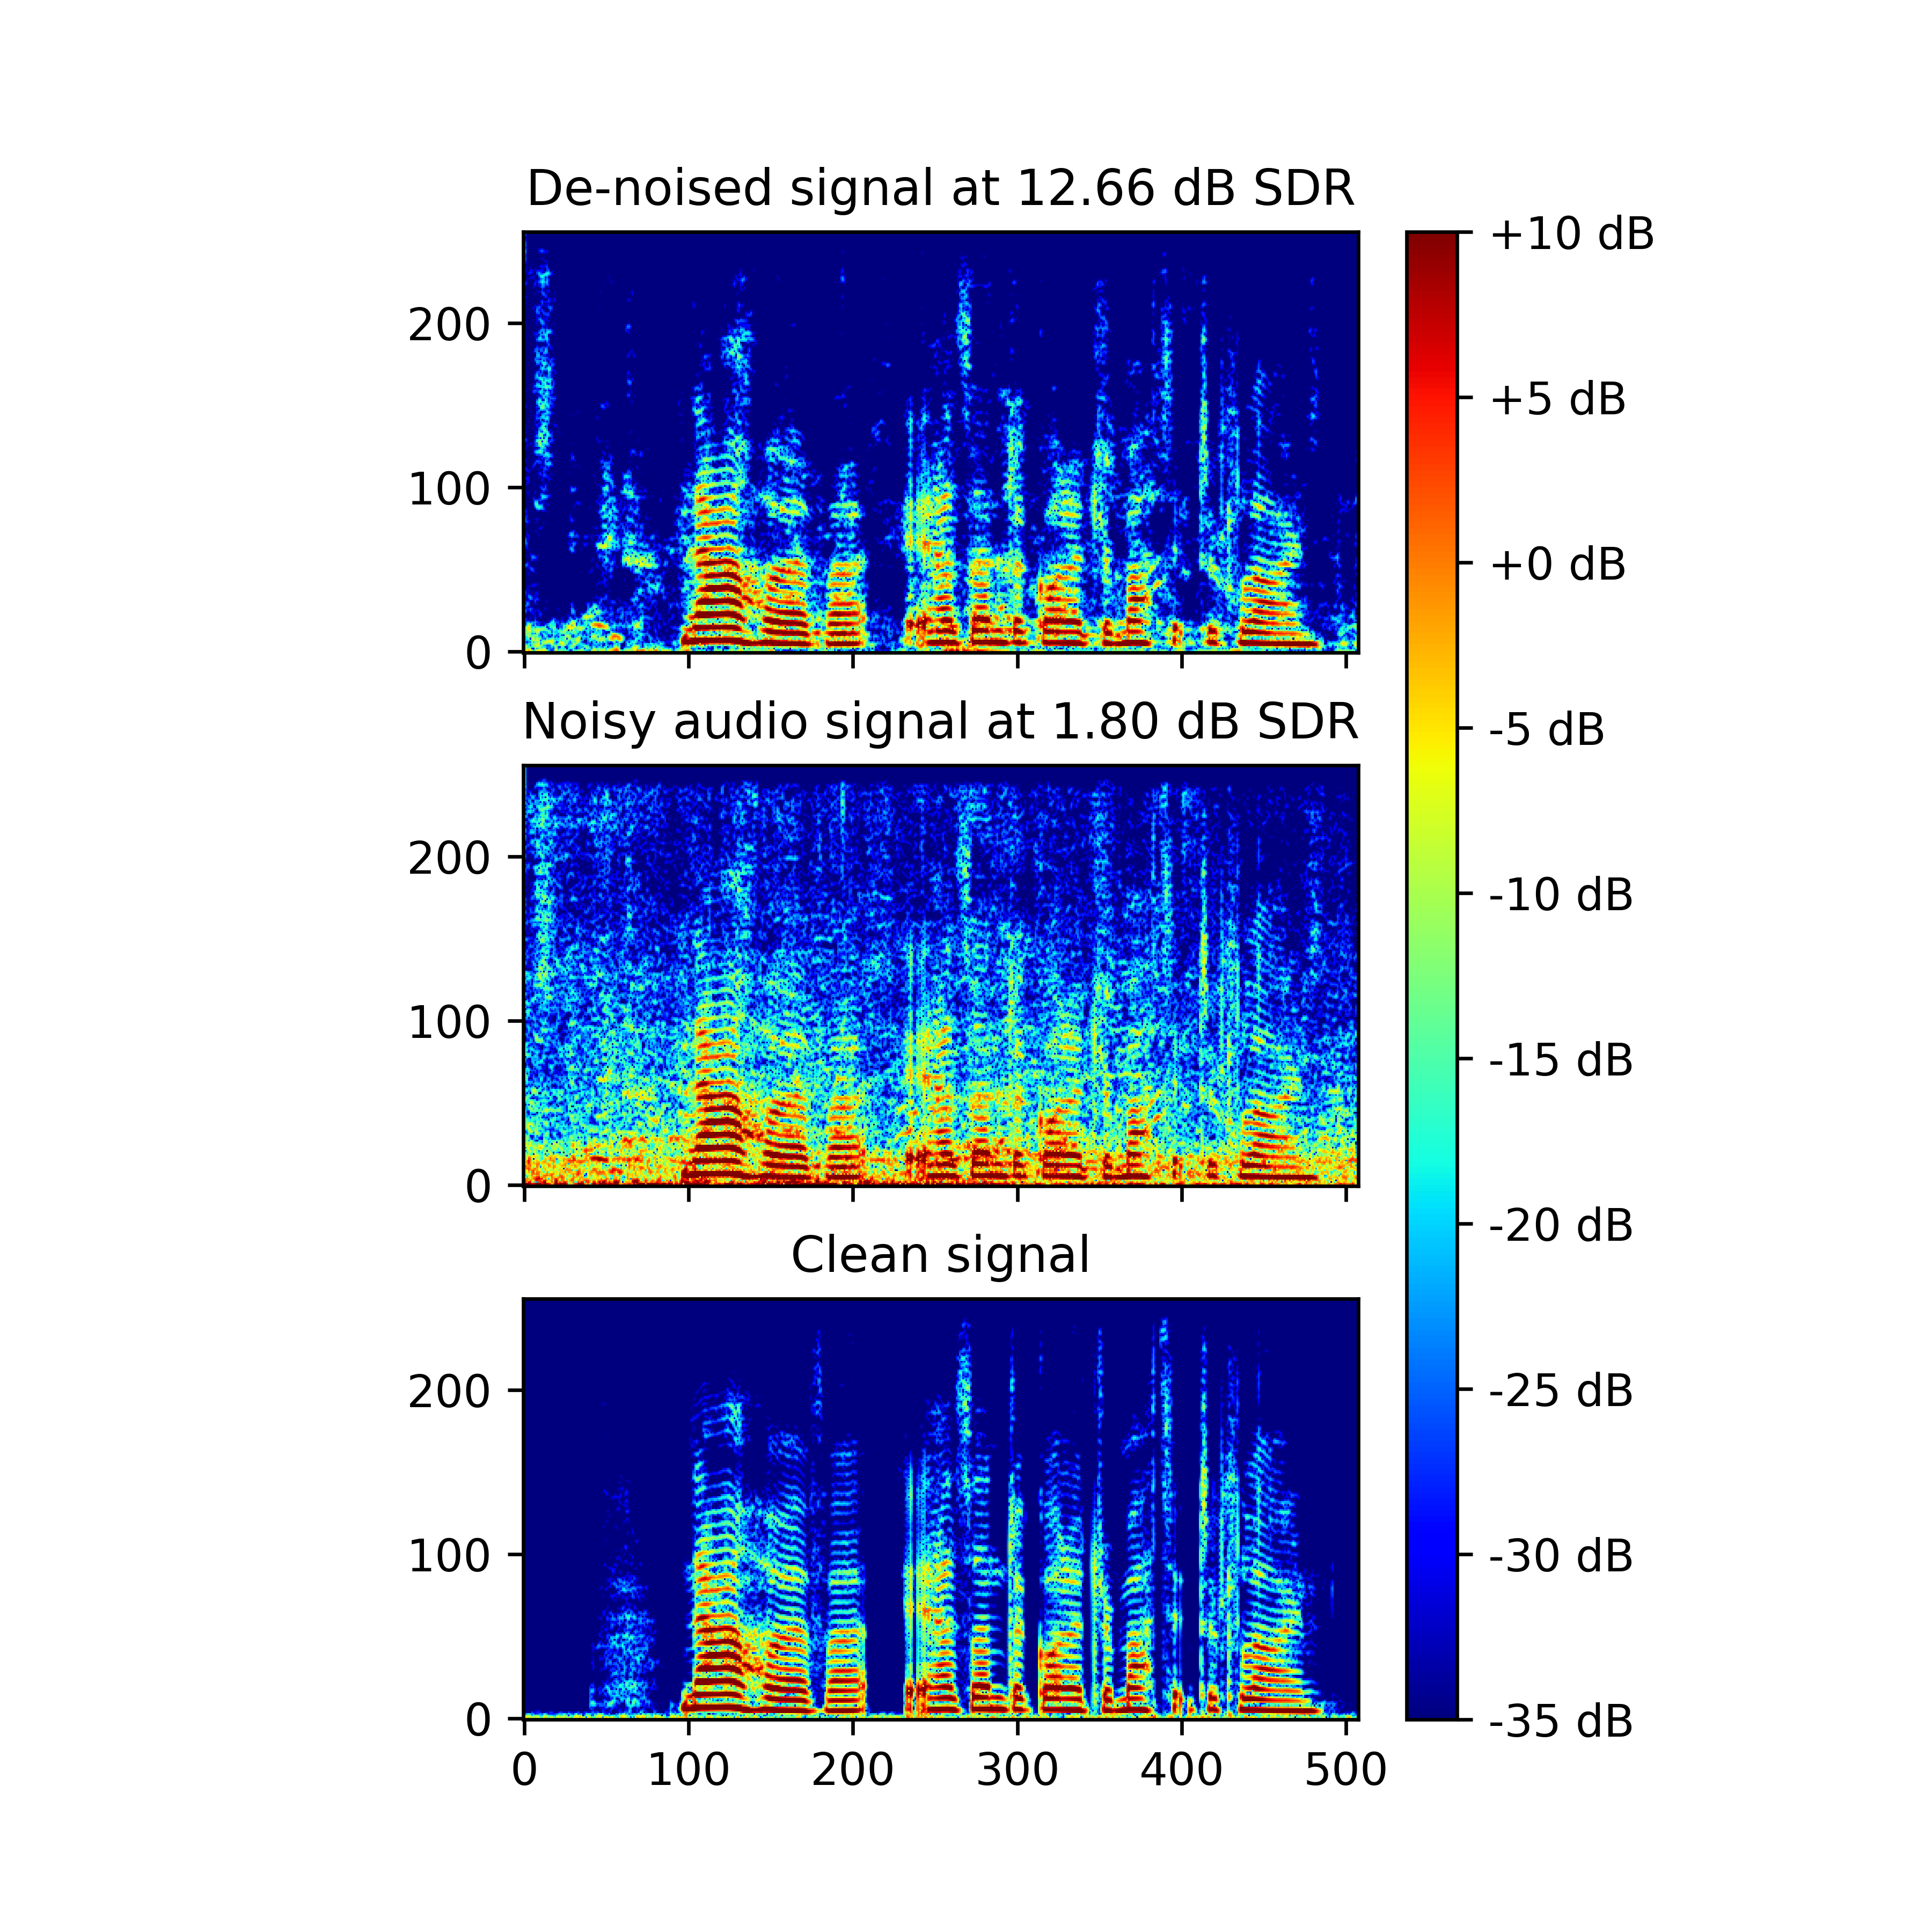 De-noised signal at 12.66 dB SDR
200
100
0
Noisy audio signal at 1.80 dB SDR
200
100
0
Clean signal
200
100
0
0 100 200 300 400 500
+10 dB
+5 dB
+0 dB
-5 dB
-10 dB
-15 dB
-20 dB
-25 dB
-30 dB
-35 dB